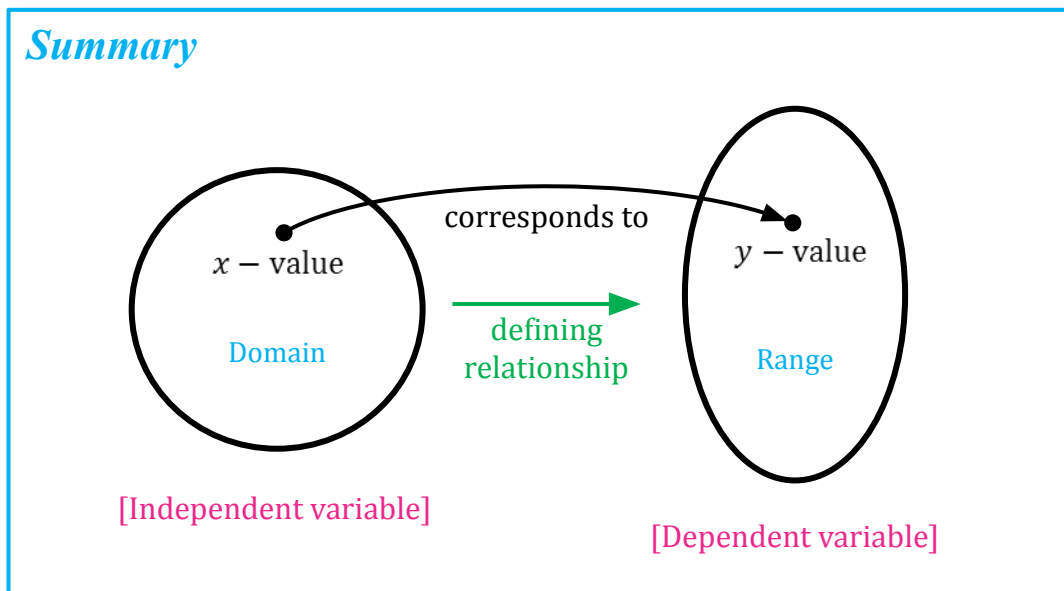 Summary
corresponds to
x – value
y – value
defining
relationship
Domain
Range
[Independent variable]
[Dependent variable]